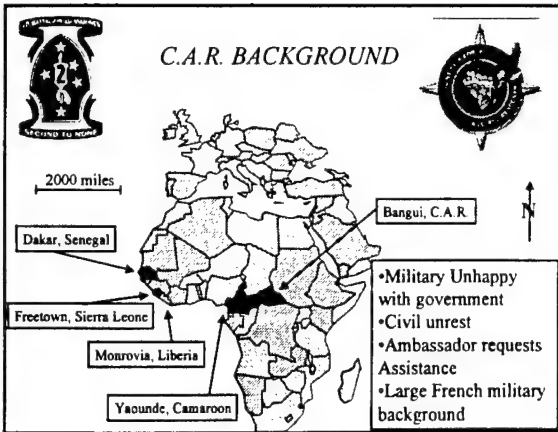 C.A.R. BACKGROUND
2
SECOND TO NONE
2000 miles
N
Bangui, C.A.R.
Dakar, Senegal
Freetown, Sierra Leone
Monrovia, Liberia
Yaounde, Camaroon
•Military Unhappy
with government
•Civil unrest
•Ambassador requests
Assistance
•Large French military
background